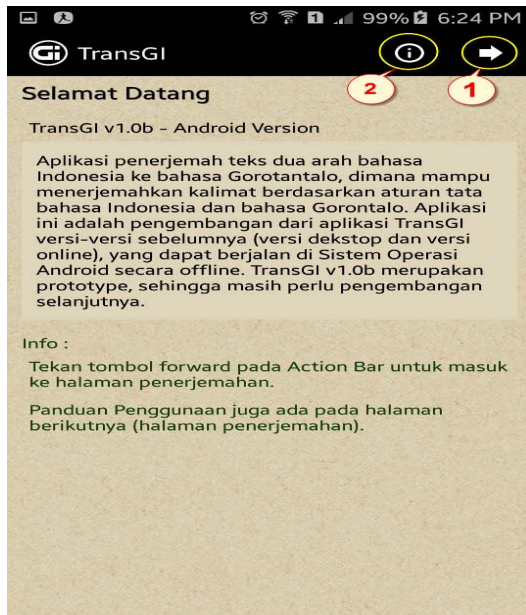 99% 6:24 PM
Gi TransGI
2
1
Selamat Datang
TransGI v1.0b – Android Version
Aplikasi penerjemah teks dua arah bahasa
Indonesia ke bahasa Gorotantalo, dimana mampu
menerjemahkan kalimat berdasarkan aturan tata
bahasa Indonesia dan bahasa Gorontalo. Aplikasi
ini adalah pengembangan dari aplikasi TransGI
versi-versi sebelumnya (versi dekstop dan versi
online), yang dapat berjalan di Sistem Operasi
Android secara offline. TransGI v1.0b merupakan
prototype, sehingga masih perlu pengembangan
selanjutnya.
Info :
Tekan tombol forward pada Action Bar untuk masuk
ke halaman penerjemahan.
Panduan Penggunaan juga ada pada halaman
berikutnya (halaman penerjemahan).